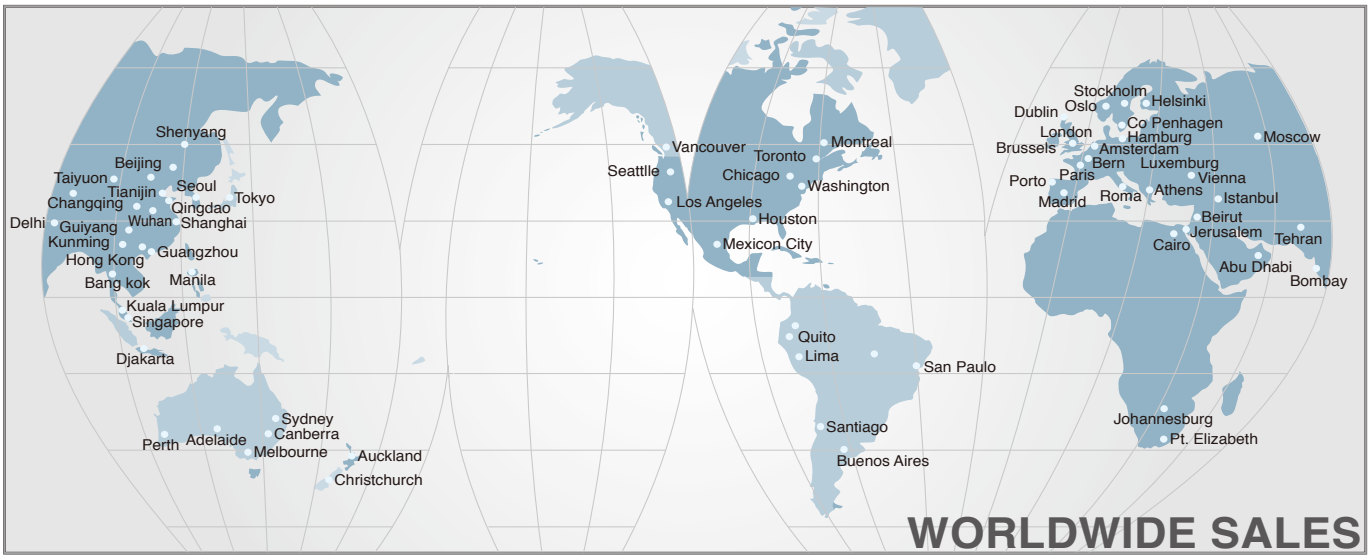 Shenyang
Beijing
Taiyuon
Tianijin
Seoul
Changqing
Qingdao
Tokyo
Delhi
Guiyang
Wuhan
Shanghai
Kunming
Hong Kong
Guangzhou
Bang kok
Manila
Kuala Lumpur
Singapore
Djakarta
Sydney
Canberra
Adelaide
Perth
Melbourne
Auckland
Christchurch
Vancouver
Seattlle
Los Angeles
Montreal
Toronto
Chicago
Washington
Houston
Mexicon City
Quito
Lima
San Paulo
Santiago
Buenos Aires
Stockholm
Oslo
Helsinki
Dublin
Co Penhagen
London
Hamburg
Moscow
Brussels
Amsterdam
Bern
Luxemburg
Paris
Vienna
Porto
Madrid
Roma
Athens
Istanbul
Beirut
Jerusalem
Cairo
Tehran
Abu Dhabi
Bombay
Johannesburg
Pt. Elizabeth
WORLDWIDE SALES